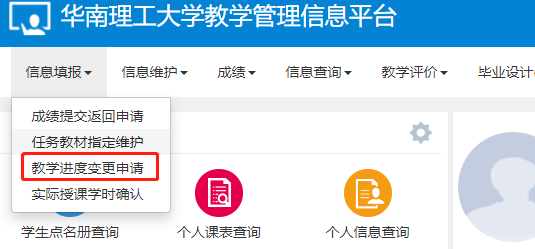 华南理工大学教学管理信息平台
信息填报 信息维护 成绩 信息查询 教学评价 毕业设计
成绩提交返回申请
任务教材指定维护
教学进度变更申请
实际授课学时确认
学生点名册查询 个人课表查询 个人信息查询